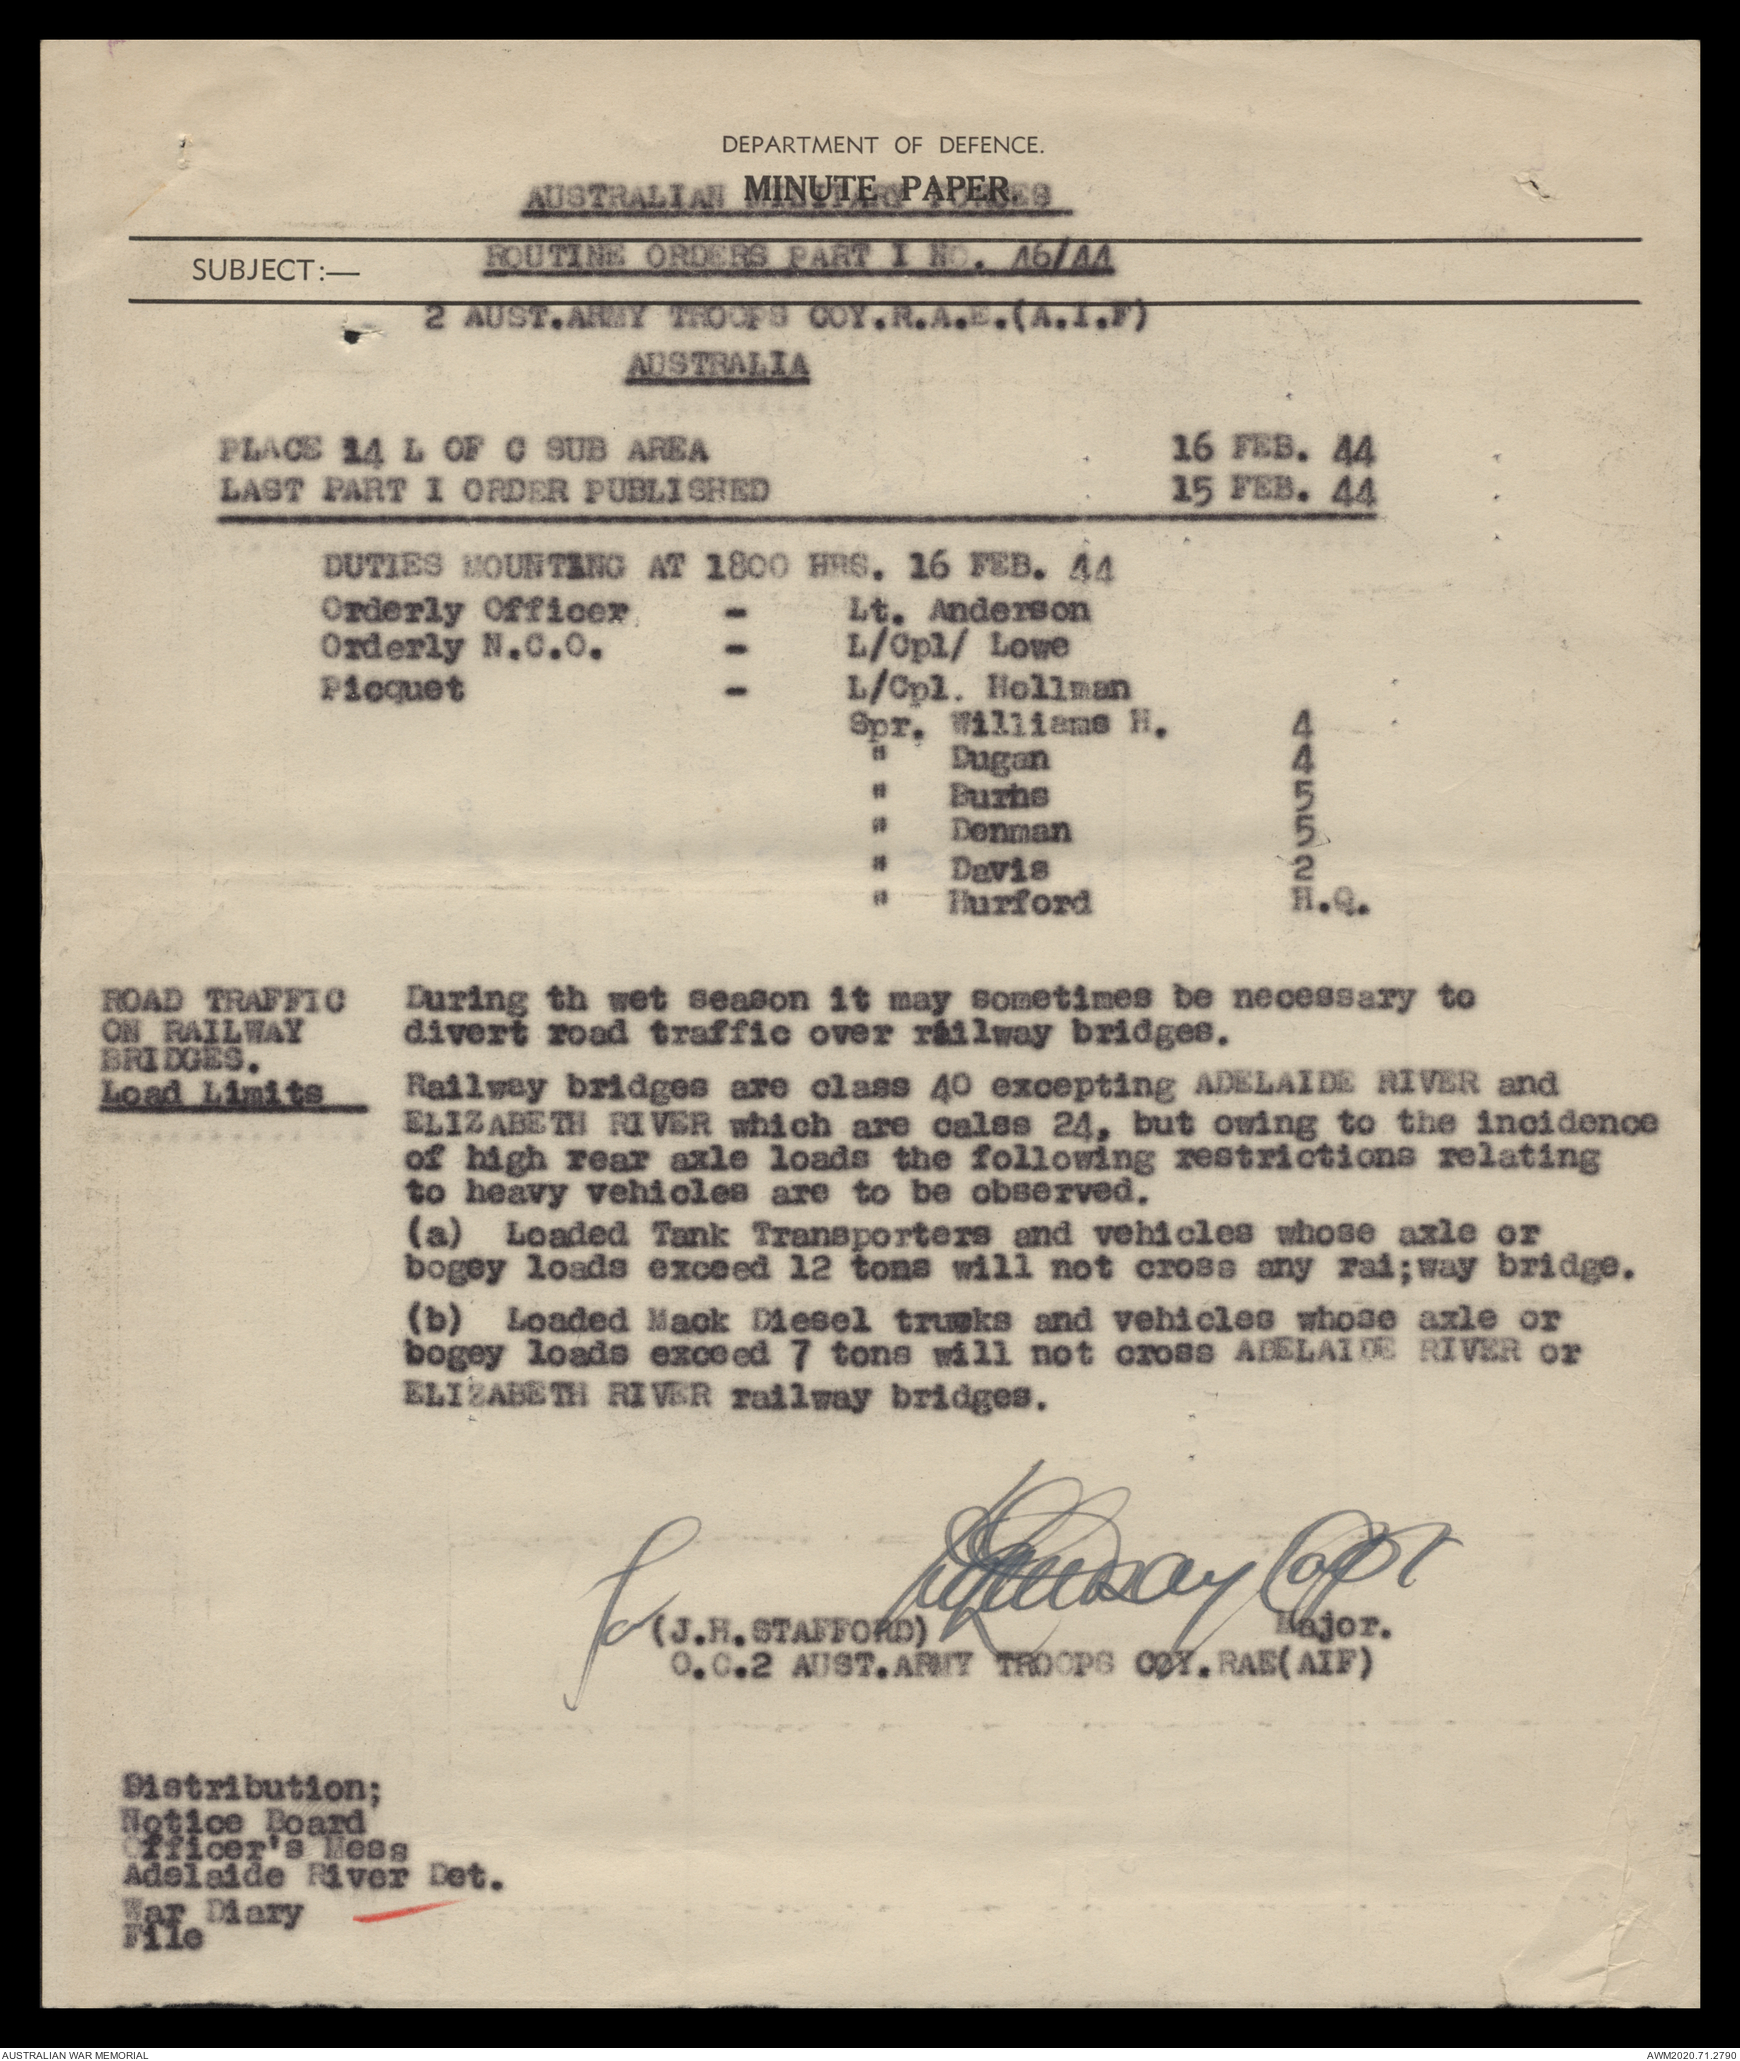 DEPARTMENT OF DEFENCE.
MINUTE PAPER.
AUSTRALIAN MILITARY FORCES
SUBJECT:—
ROUTINE ORDERS PART I NO. 46/44
2 AUST.ARMY TROOPS COY.R.A.E.(A.I.F)
AUSTRALIA
PLACE 14 L OF C SUB AREA 16 FEB. 44
LAST PART I ORDER PUBLISHED 15 FEB. 44
DUTIES MOUNTING AT 1800 HRS. 16 FEB. 44
Orderly Officer - Lt. Anderson
Orderly N.C.O. - L/Cpl/ Lowe
Picquet - L/Cpl. Hollman
Spr. Williams H. 4
" Dugan 4
" Burhs 5
" Denman 5
" Davis 2
" Hurford H.Q.
ROAD TRAFFIC
ON RAILWAY
BRIDGES.
Load Limits
During th wet season it may sometimes be necessary to
divert road traffic over railway bridges.
Railway bridges are class 40 excepting ADELAIDE RIVER and
ELIZABETH RIVER which are calss 24, but owing to the incidence
of high rear axle loads the following restrictions relating
to heavy vehicles are to be observed.
(a) Loaded Tank Transporters and vehicles whose axle or
bogey loads exceed 12 tons will not cross any rai;way bridge.
(b) Loaded Mack Diesel trucks and vehicles whose axle or
bogey loads exceed 7 tons will not cross ADELAIDE RIVER or
ELIZABETH RIVER railway bridges.
for Capt
(J.H.STAFFORD) Major.
O.C.2 AUST.ARMY TROOPS COY.RAE(AIF)
Distribution;
Notice Board
Officer's Mess
Adelaide River Det.
War Diary
File
AUSTRALIAN WAR MEMORIAL AWM2020.71.2790